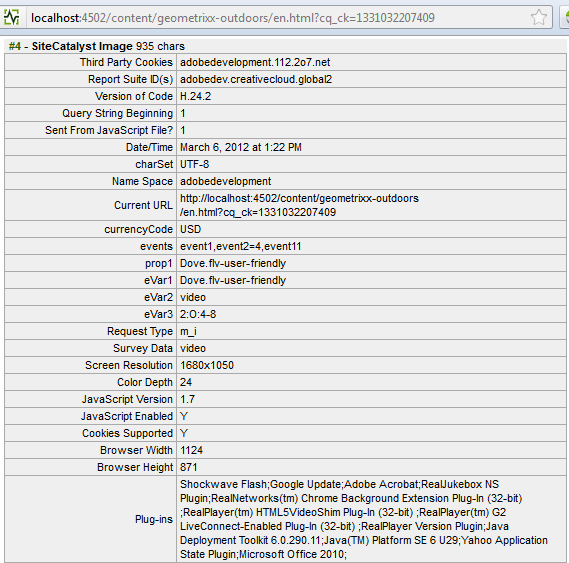 localhost:4502/content/geometrixx-outdoors/en.html?cq_ck=1331032207409
#4 - SiteCatalyst Image 935 chars
Third Party Cookies adobedevelopment.112.2o7.net
Report Suite ID(s) adobedev.creativecloud.global2
Version of Code H.24.2
Query String Beginning 1
Sent From JavaScript File? 1
Date/Time March 6, 2012 at 1:22 PM
charSet UTF-8
Name Space adobedevelopment
Current URL http://localhost:4502/content/geometrixx-outdoors
/en.html?cq_ck=1331032207409
currencyCode USD
events event1,event2=4,event11
prop1 Dove.flv-user-friendly
eVar1 Dove.flv-user-friendly
eVar2 video
eVar3 2:O:4-8
Request Type m_i
Survey Data video
Screen Resolution 1680x1050
Color Depth 24
JavaScript Version 1.7
JavaScript Enabled Y
Cookies Supported Y
Browser Width 1124
Browser Height 871
Plug-ins Shockwave Flash;Google Update;Adobe Acrobat;RealJukebox NS
Plugin;RealNetworks(tm) Chrome Background Extension Plug-In (32-bit)
;RealPlayer(tm) HTML5VideoShim Plug-In (32-bit) ;RealPlayer(tm) G2
LiveConnect-Enabled Plug-In (32-bit) ;RealPlayer Version Plugin;Java
Deployment Toolkit 6.0.290.11;Java(TM) Platform SE 6 U29;Yahoo Application
State Plugin;Microsoft Office 2010;